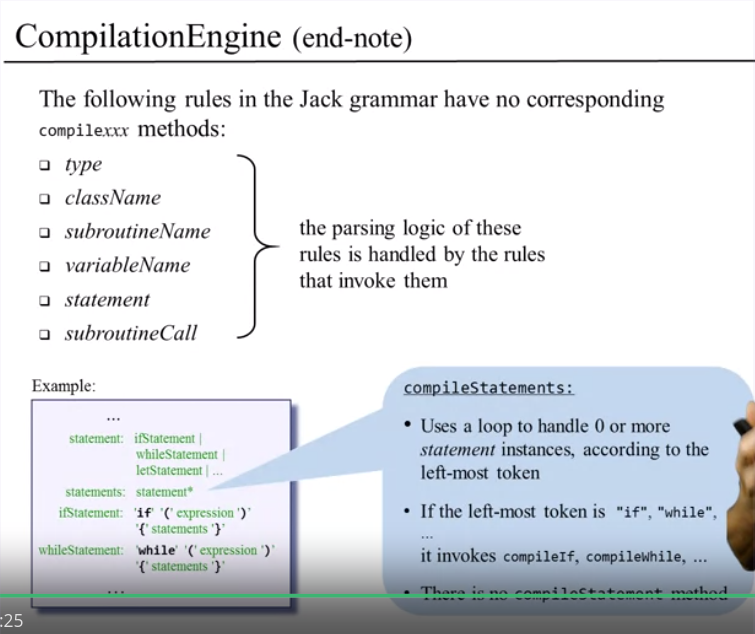 CompilationEngine (end-note)
The following rules in the Jack grammar have no corresponding
compilexxx methods:
type
className
subroutineName
variableName
statement
subroutineCall
the parsing logic of these
rules is handled by the rules
that invoke them
Example:
...
statement: ifStatement |
whileStatement |
letStatement | ...
statements: statement*
ifStatement: 'if' '(' expression ')'
'{' statements '}'
whileStatement: 'while' '(' expression ')'
'{' statements '}'
...
compileStatements:
• Uses a loop to handle 0 or more
statement instances, according to the
left-most token
• If the left-most token is "if", "while",
...
it invokes compileIf, compileWhile, ...
• There is no compileStatement method
:25